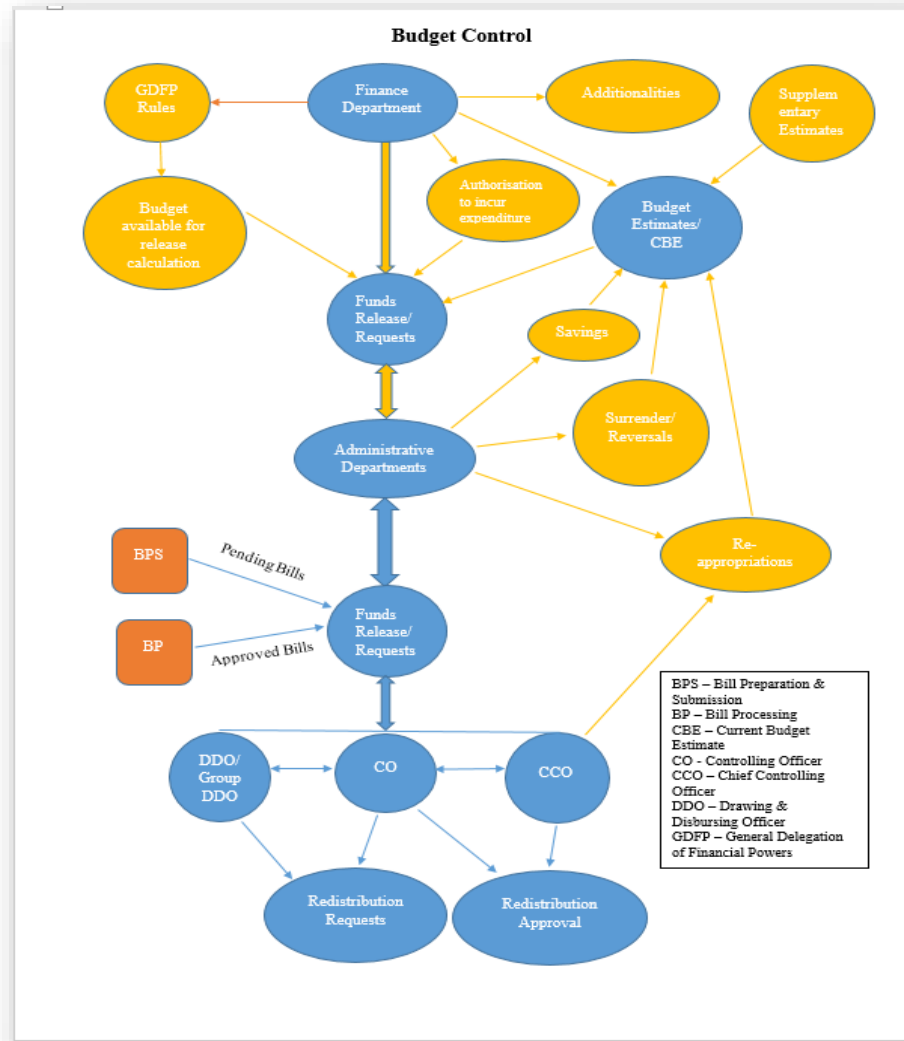 Budget Control
GDFP
Rules
Finance
Department
Additionalities
Supplem
entary
Estimates
Budget
available for
release
calculation
Authorisation
to incur
expenditure
Budget
Estimates/
CBE
Funds
Release/
Requests
Savings
Surrender/
Reversals
Administrative
Departments
Re-
appropriations
BPS
Pending Bills
BP
Approved Bills
Funds
Release/
Requests
BPS – Bill Preparation &
Submission
BP – Bill Processing
CBE – Current Budget
Estimate
CO - Controlling Officer
CCO – Chief Controlling
Officer
DDO – Drawing &
Disbursing Officer
GDFP – General Delegation
of Financial Powers
DDO/
Group
DDO
CO
CCO
Redistribution
Requests
Redistribution
Approval